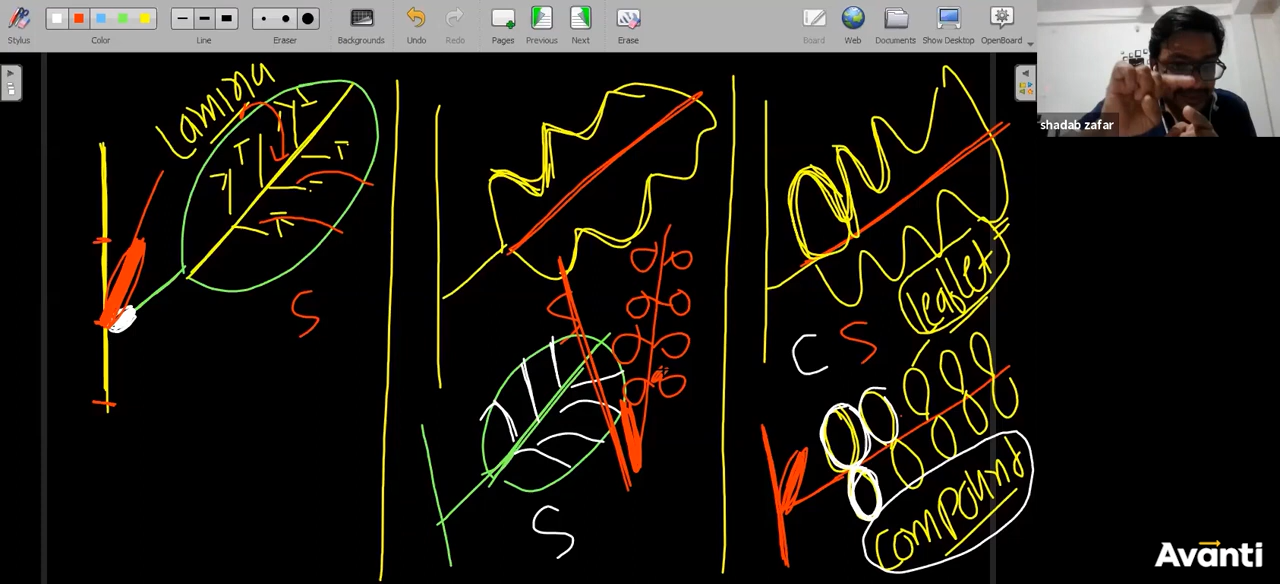 Stylus
Color
Line
Eraser
Backgrounds
Undo
Redo
Pages
Previous
Next
Erase
Board
Web
Documents
Show Desktop
OpenBoard
shadab zafar
Lamina
S
S
Leaflet
C S
Compound
Avanti